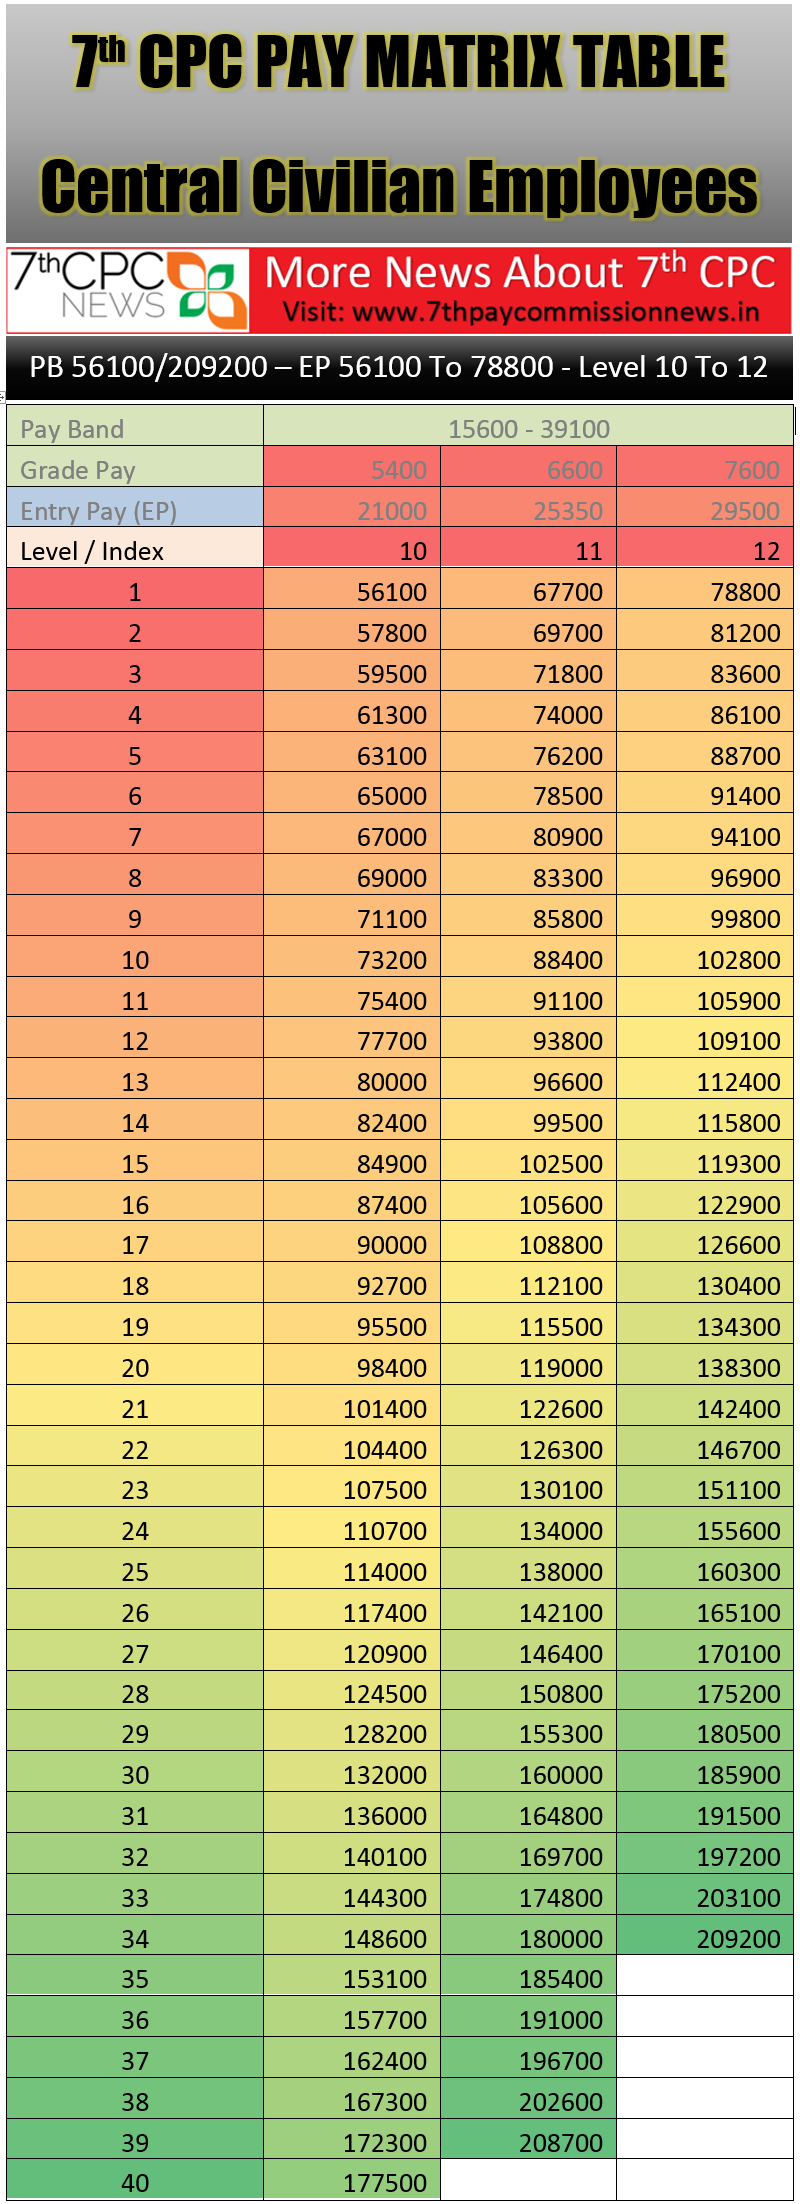 7th CPC PAY MATRIX TABLE
Central Civilian Employees
7thCPC NEWS
More News About 7th CPC
Visit: www.7thpaycommissionnews.in
PB 56100/209200 – EP 56100 To 78800 - Level 10 To 12
Pay Band 15600 - 39100
Grade Pay 5400 6600 7600
Entry Pay (EP) 21000 25350 29500
Level / Index 10 11 12
1 56100 67700 78800
2 57800 69700 81200
3 59500 71800 83600
4 61300 74000 86100
5 63100 76200 88700
6 65000 78500 91400
7 67000 80900 94100
8 69000 83300 96900
9 71100 85800 99800
10 73200 88400 102800
11 75400 91100 105900
12 77700 93800 109100
13 80000 96600 112400
14 82400 99500 115800
15 84900 102500 119300
16 87400 105600 122900
17 90000 108800 126600
18 92700 112100 130400
19 95500 115500 134300
20 98400 119000 138300
21 101400 122600 142400
22 104400 126300 146700
23 107500 130100 151100
24 110700 134000 155600
25 114000 138000 160300
26 117400 142100 165100
27 120900 146400 170100
28 124500 150800 175200
29 128200 155300 180500
30 132000 160000 185900
31 136000 164800 191500
32 140100 169700 197200
33 144300 174800 203100
34 148600 180000 209200
35 153100 185400
36 157700 191000
37 162400 196700
38 167300 202600
39 172300 208700
40 177500